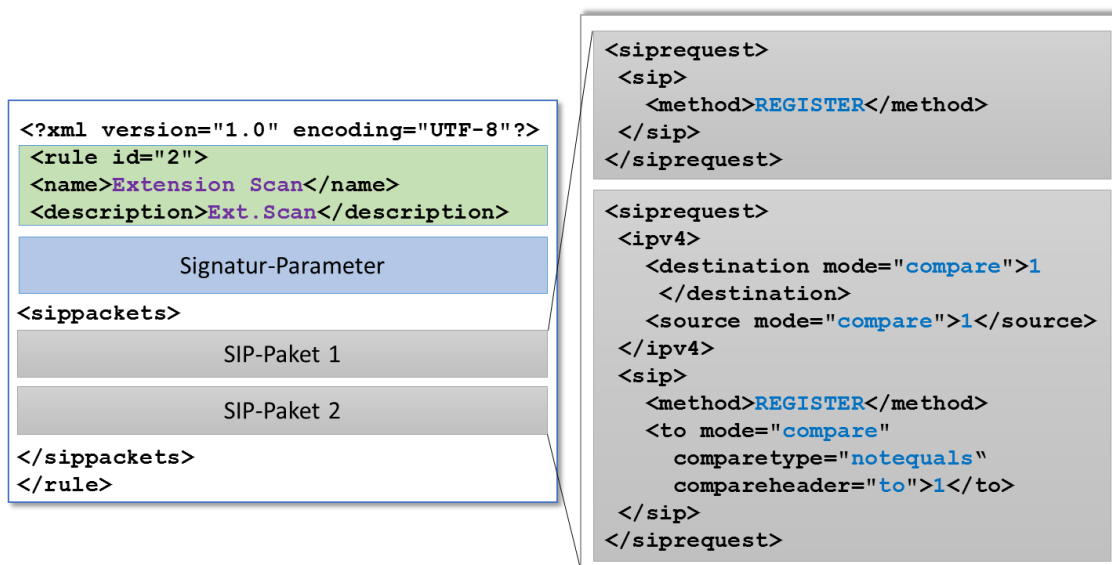 <?xml version="1.0" encoding="UTF-8"?>
<rule id="2">
<name>Extension Scan</name>
<description>Ext.Scan</description>
Signatur-Parameter
<sippackets>
SIP-Paket 1
SIP-Paket 2
</sippackets>
</rule>
<siprequest>
<sip>
<method>REGISTER</method>
</sip>
</siprequest>
<siprequest>
<ipv4>
<destination mode="compare">1
</destination>
<source mode="compare">1</source>
</ipv4>
<sip>
<method>REGISTER</method>
<to mode="compare"
comparetype="notequals“
compareheader="to">1</to>
</sip>
</siprequest>